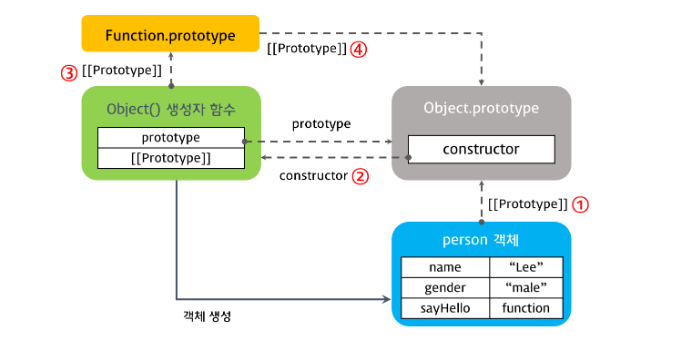 Function.prototype
[[Prototype]] ④
③ [[Prototype]]
Object() 생성자 함수
prototype
[[Prototype]]
prototype
constructor ②
Object.prototype
constructor
[[Prototype]] ①
person 객체
name “Lee”
gender “male”
sayHello function
객체 생성